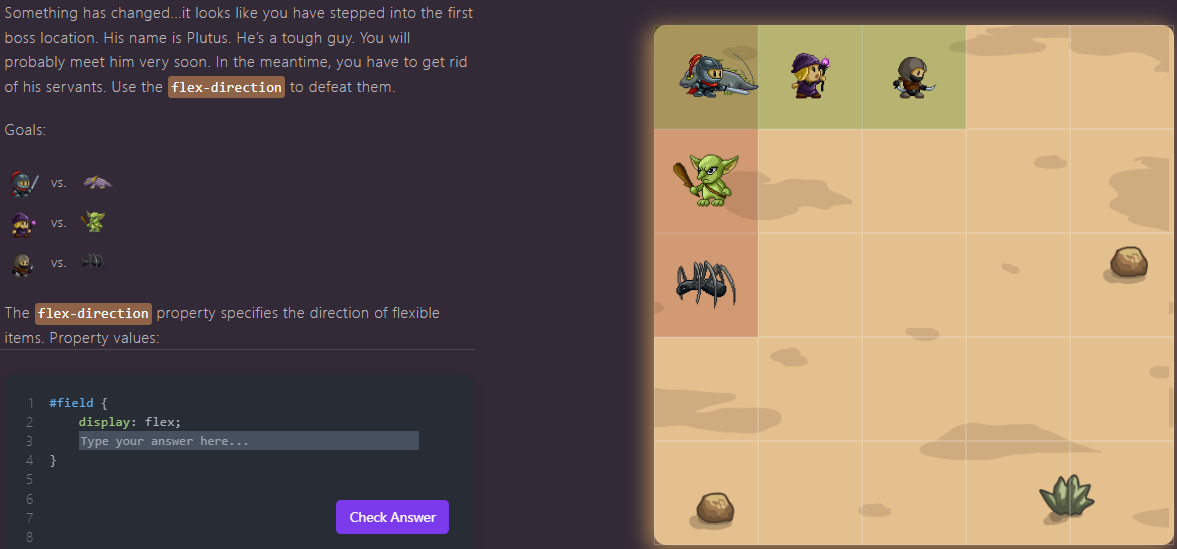 Something has changed...it looks like you have stepped into the first
boss location. His name is Plutus. He's a tough guy. You will
probably meet him very soon. In the meantime, you have to get rid
of his servants. Use the flex-direction to defeat them.
Goals:
vs.
vs.
vs.
The flex-direction property specifies the direction of flexible
items. Property values:
1 #field {
2 display: flex;
3 Type your answer here...
4 }
5
6
7 Check Answer
8